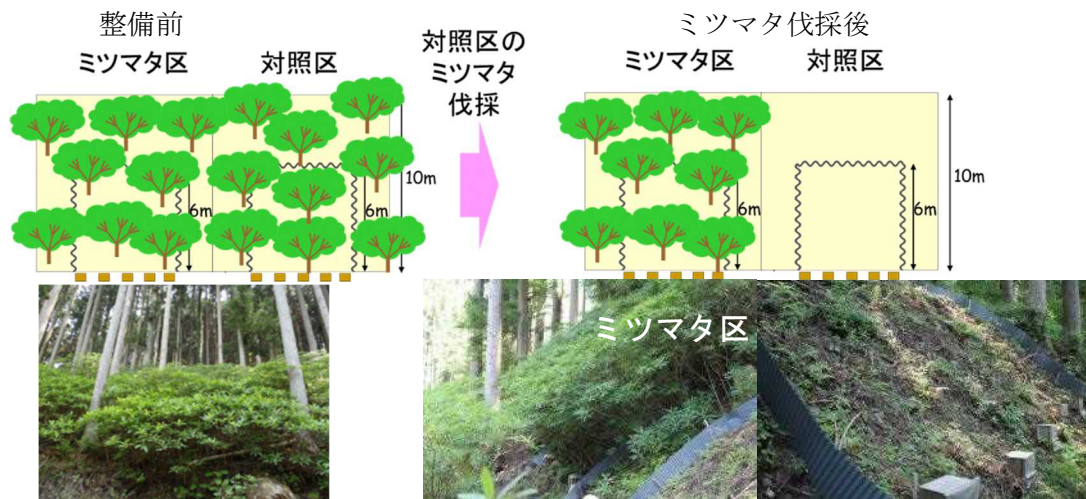 整備前
ミツマタ区
対照区
6m
6m
10m
対照区の
ミツマタ
伐採
ミツマタ伐採後
ミツマタ区
対照区
6m
6m
10m
ミツマタ区